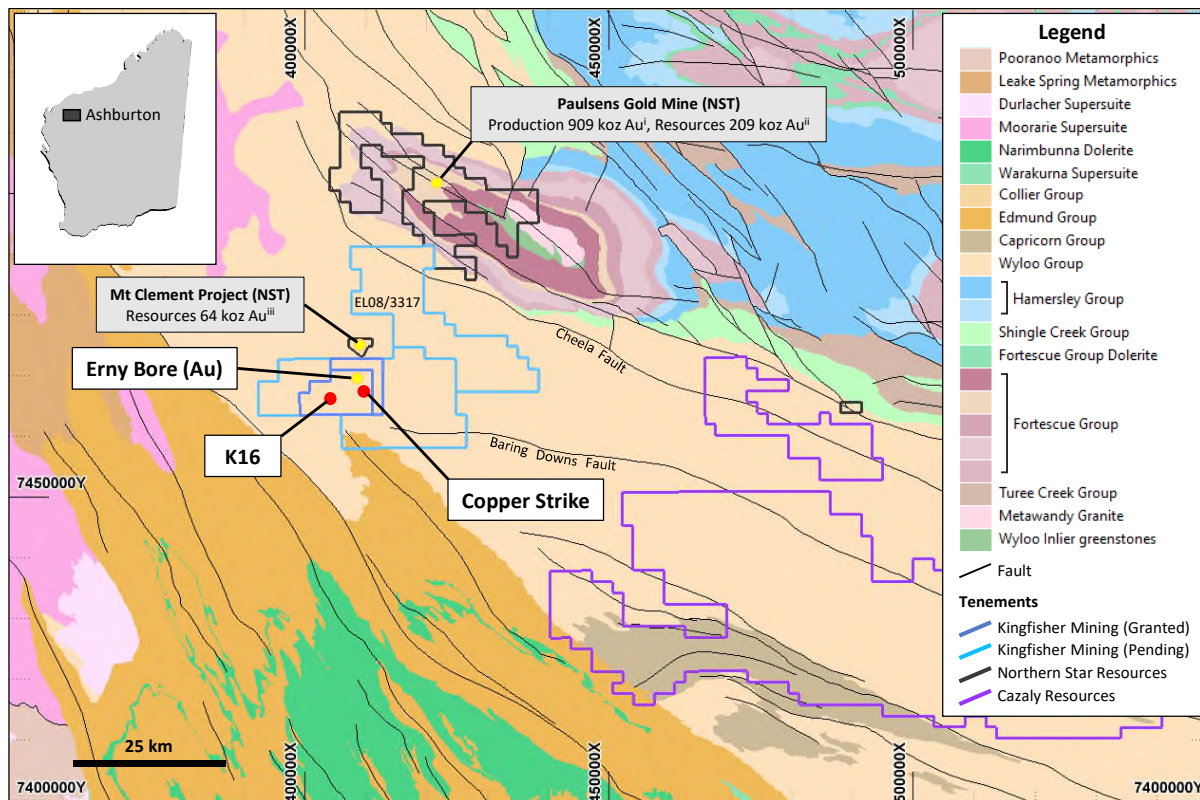 400000X
450000X
500000X
Ashburton
Paulsens Gold Mine (NST)
Production 909 koz Auⁱ, Resources 209 koz Auⁱⁱ
Mt Clement Project (NST)
Resources 64 koz Auⁱⁱⁱ
EL08/3317
Cheela Fault
Erny Bore (Au)
K16
Baring Downs Fault
Copper Strike
7450000Y
25 km
7400000Y
400000X
450000X
500000X
7400000Y
Legend
Pooranoo Metamorphics
Leake Spring Metamorphics
Durlacher Supersuite
Moorarie Supersuite
Narimbunna Dolerite
Warakurna Supersuite
Collier Group
Edmund Group
Capricorn Group
Wyloo Group
Hamersley Group
Shingle Creek Group
Fortescue Group Dolerite
Fortescue Group
Turee Creek Group
Metawandy Granite
Wyloo Inlier greenstones
Fault
Tenements
Kingfisher Mining (Granted)
Kingfisher Mining (Pending)
Northern Star Resources
Cazaly Resources